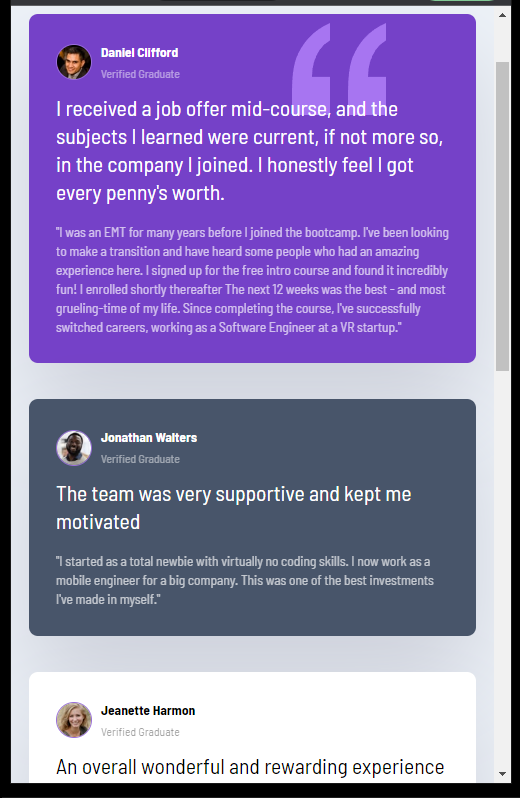 Daniel Clifford
Verified Graduate
I received a job offer mid-course, and the
subjects I learned were current, if not more so,
in the company I joined. I honestly feel I got
every penny's worth.
"I was an EMT for many years before I joined the bootcamp. I've been looking
to make a transition and have heard some people who had an amazing
experience here. I signed up for the free intro course and found it incredibly
fun! I enrolled shortly thereafter The next 12 weeks was the best - and most
grueling-time of my life. Since completing the course, I've successfully
switched careers, working as a Software Engineer at a VR startup."
Jonathan Walters
Verified Graduate
The team was very supportive and kept me
motivated
"I started as a total newbie with virtually no coding skills. I now work as a
mobile engineer for a big company. This was one of the best investments
I've made in myself."
Jeanette Harmon
Verified Graduate
An overall wonderful and rewarding experience